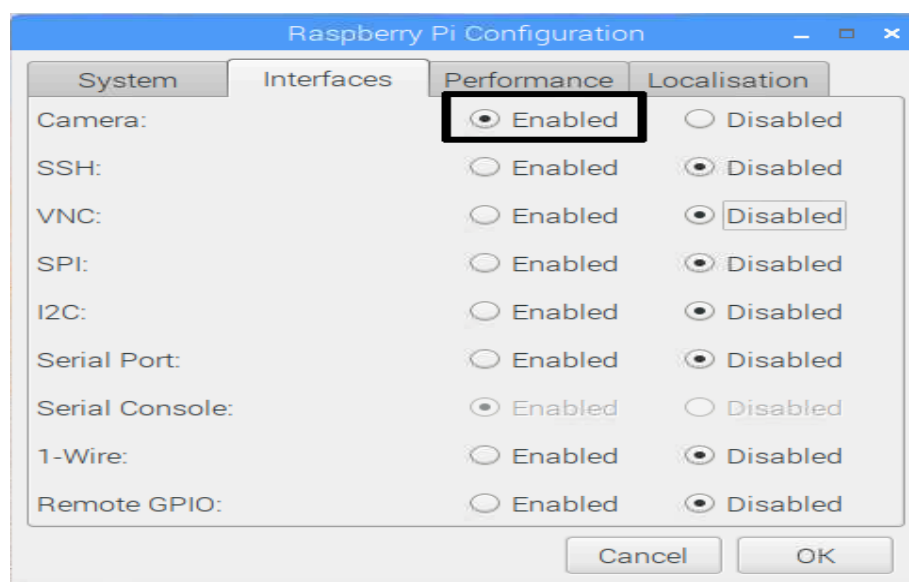 Raspberry Pi Configuration
System Interfaces Performance Localisation
Camera: Enabled Disabled
SSH: Enabled Disabled
VNC: Enabled Disabled
SPI: Enabled Disabled
I2C: Enabled Disabled
Serial Port: Enabled Disabled
Serial Console: Enabled Disabled
1-Wire: Enabled Disabled
Remote GPIO: Enabled Disabled
Cancel OK